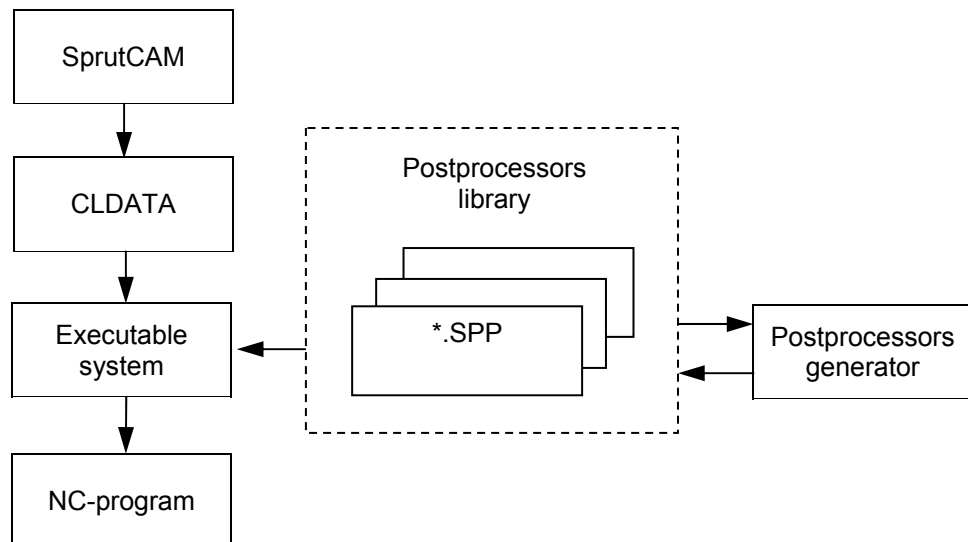 SprutCAM
CLDATA
Postprocessors
library
Executable
system
*.SPP
Postprocessors
generator
NC-program